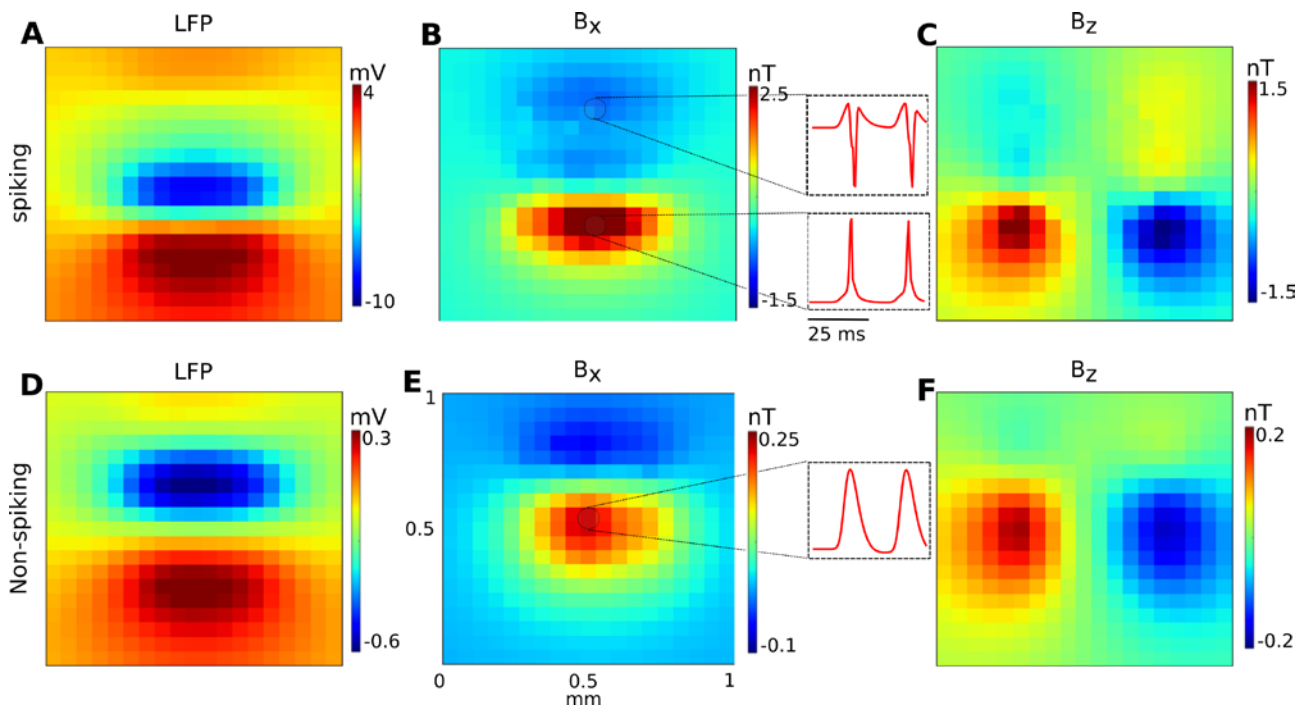 A
LFP
mV
4
-10
spiking
B
Bx
nT
2.5
-1.5
25 ms
C
Bz
nT
1.5
-1.5
D
LFP
mV
0.3
-0.6
Non-spiking
E
Bx
1
0.5
0
0.5
1
mm
nT
0.25
-0.1
F
Bz
nT
0.2
-0.2